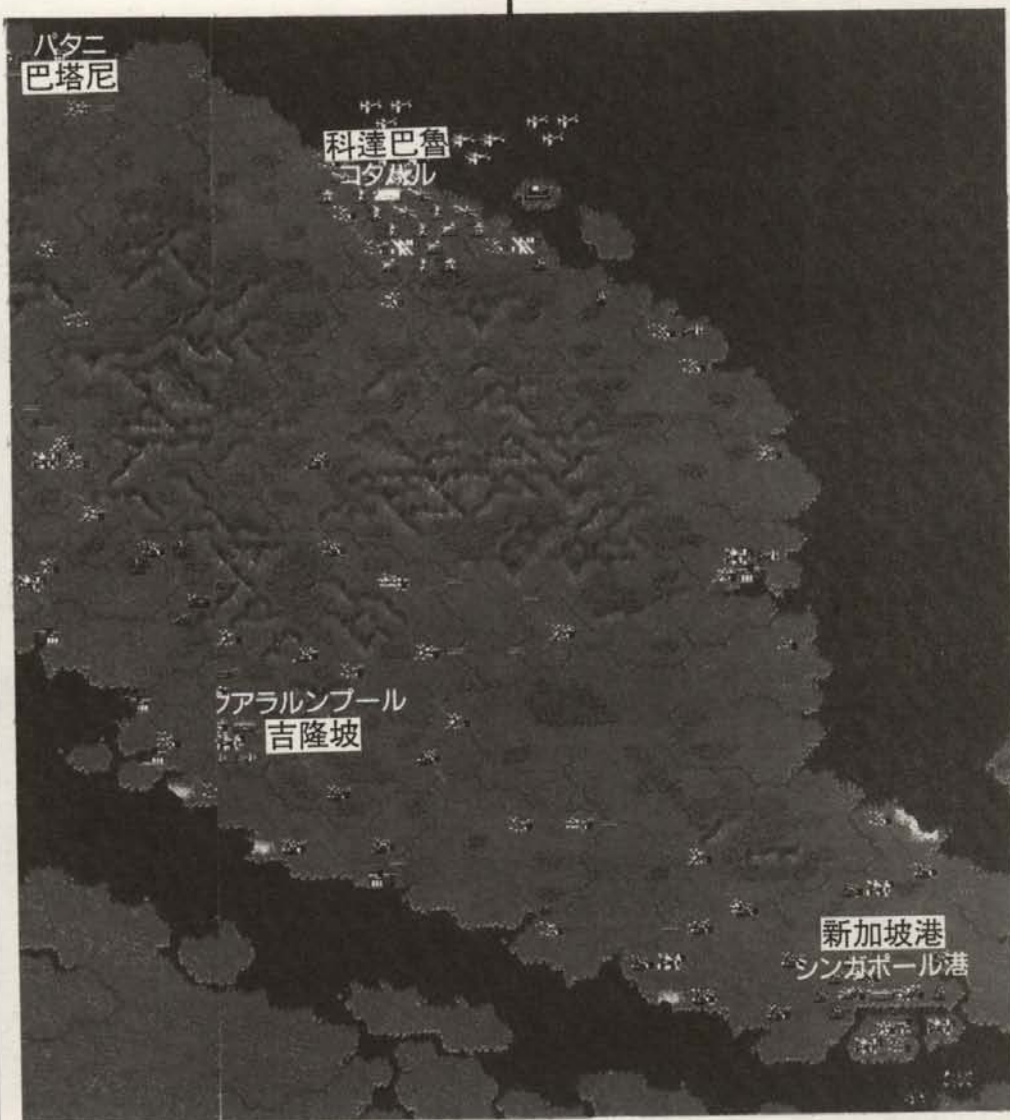 パタニ
巴塔尼
科達巴魯
コタバル
クアラルンプール
吉隆坡
新加坡港
シンガポール港